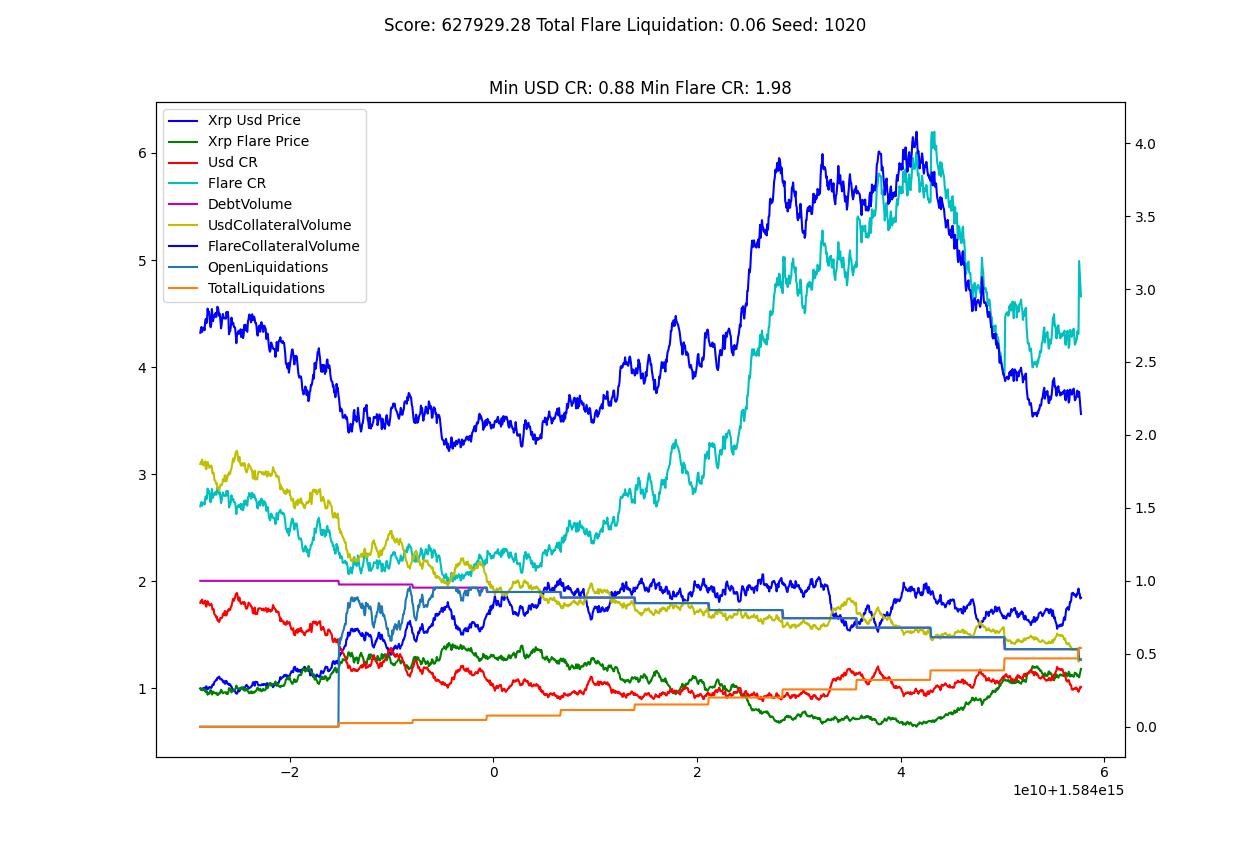 Score: 627929.28 Total Flare Liquidation: 0.06 Seed: 1020
Min USD CR: 0.88 Min Flare CR: 1.98
Xrp Usd Price
Xrp Flare Price
Usd CR
Flare CR
DebtVolume
UsdCollateralVolume
FlareCollateralVolume
OpenLiquidations
TotalLiquidations
6
5
4
3
2
1
4.0
3.5
3.0
2.5
2.0
1.5
1.0
0.5
0.0
−2 0 2 4 6
1e10+1.584e15